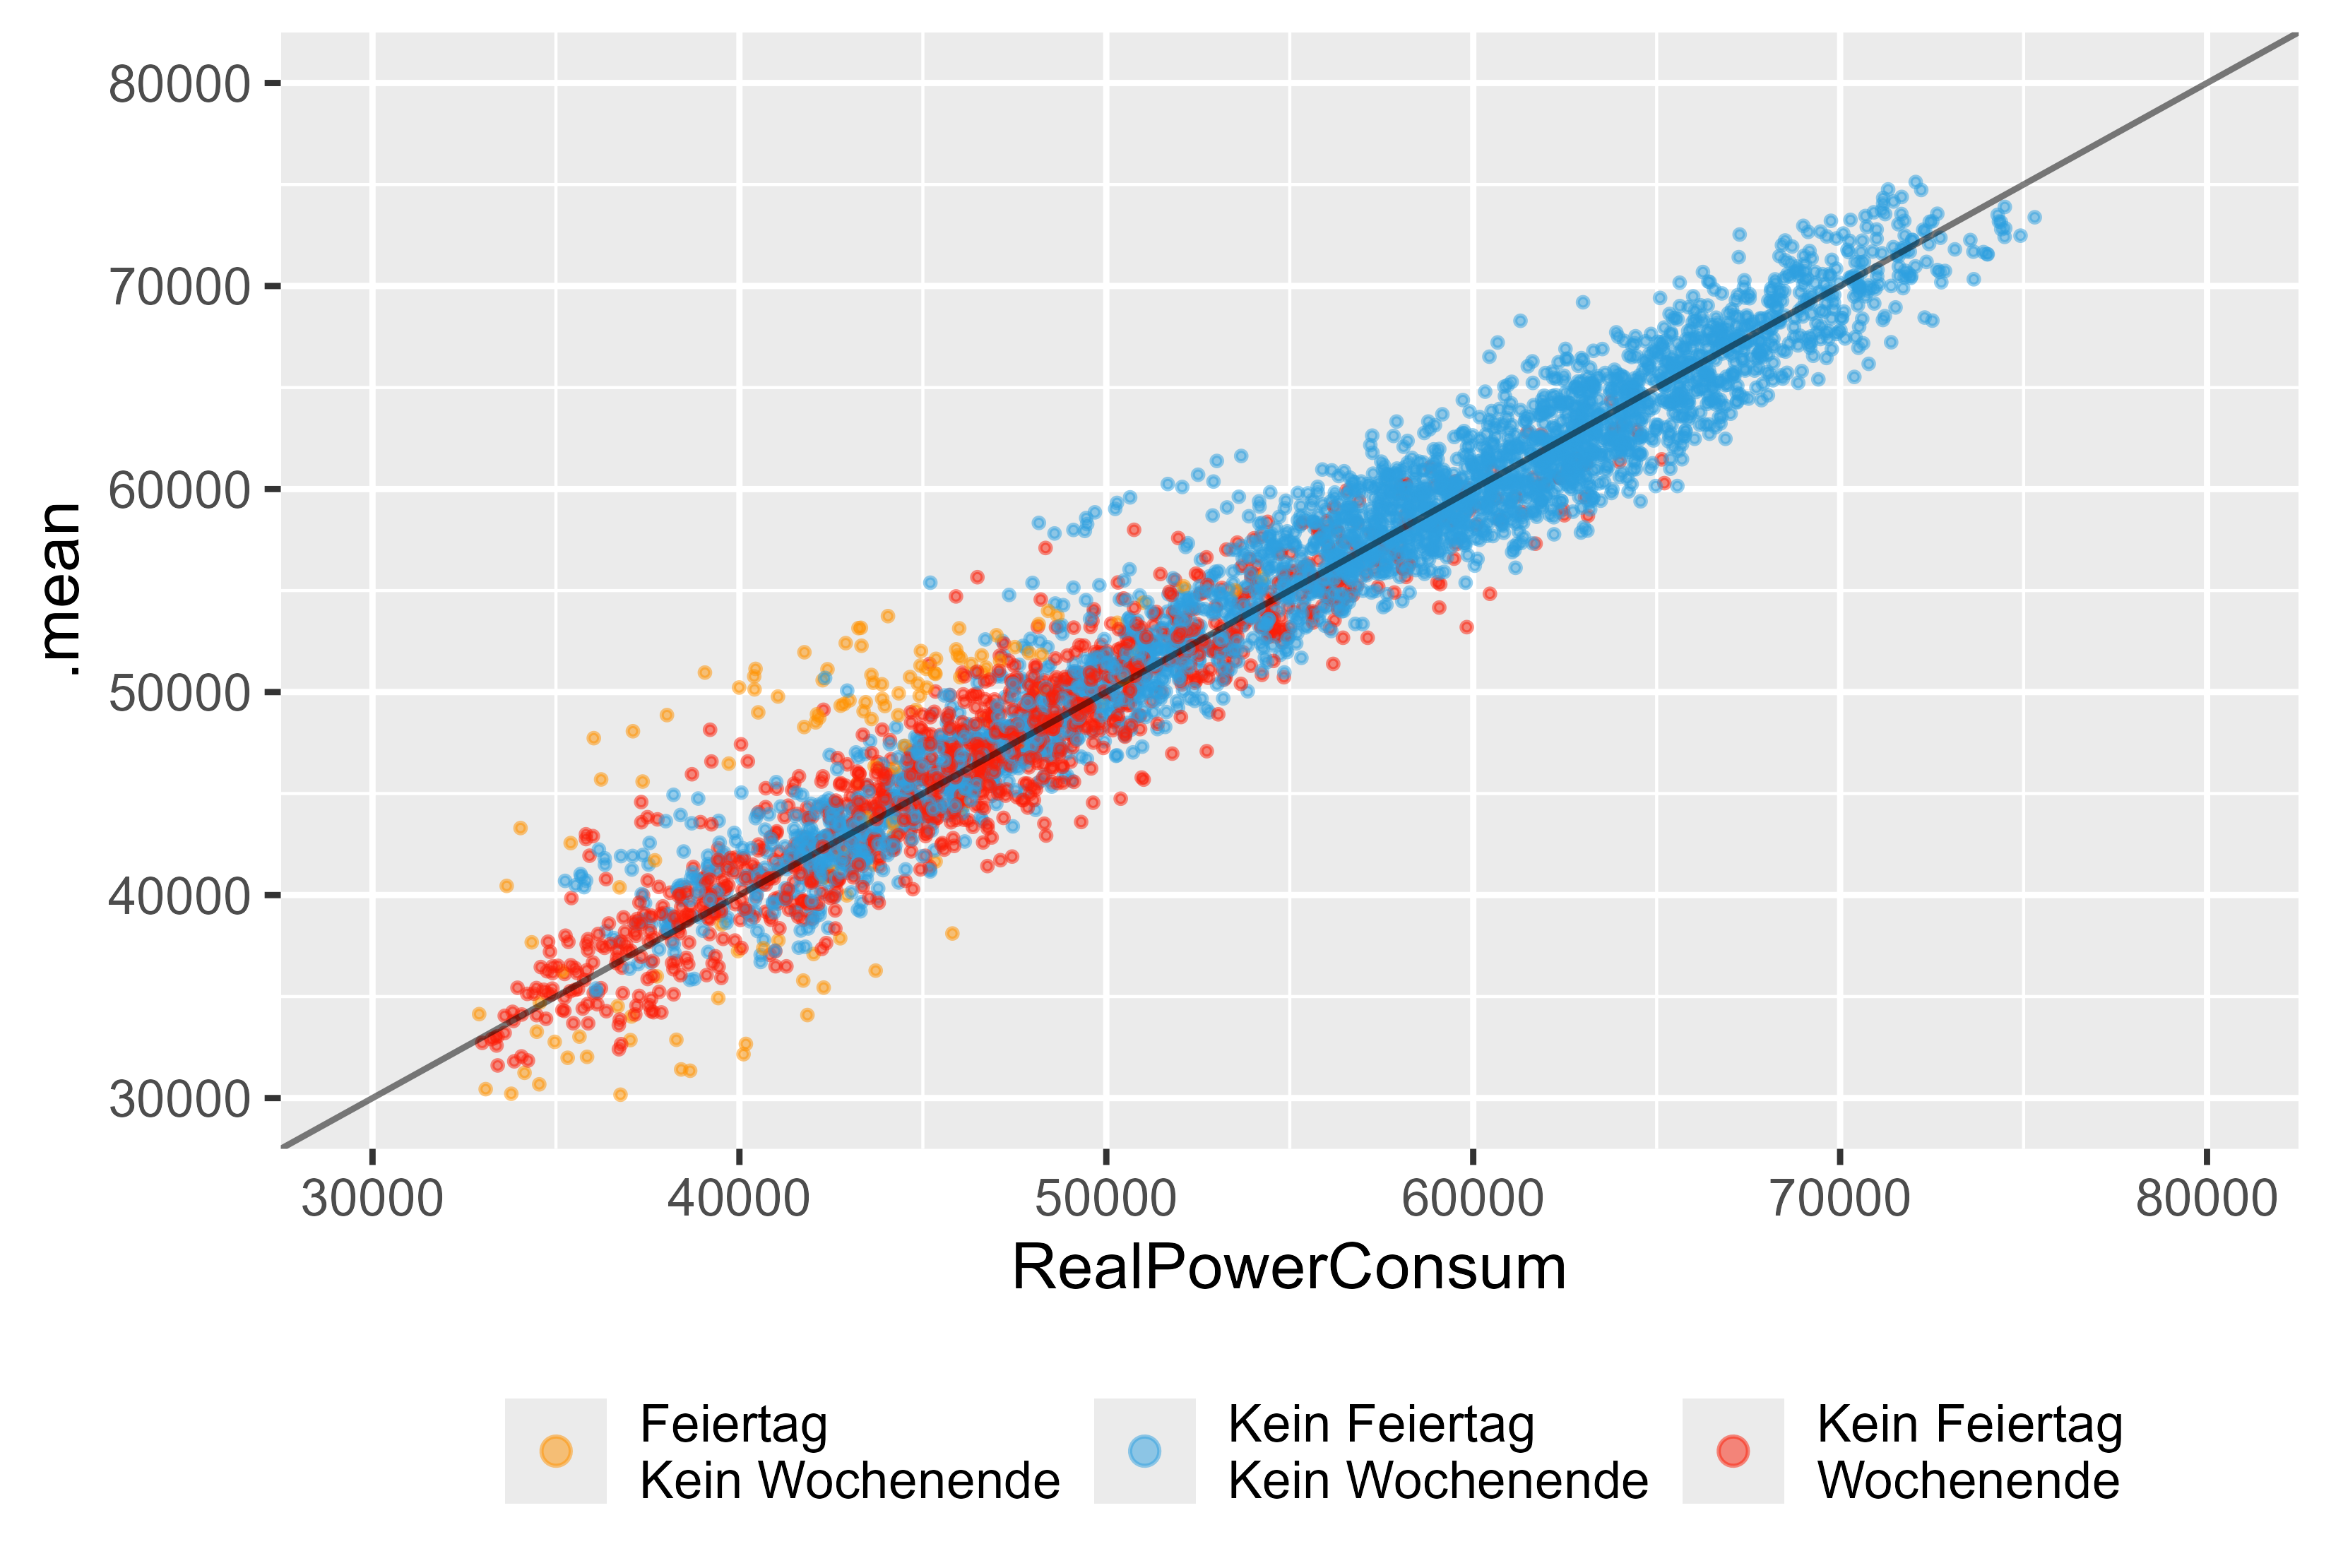 80000
70000
60000
50000
40000
30000
.mean
30000 40000 50000 60000 70000 80000
RealPowerConsum
Feiertag
Kein Wochenende
Kein Feiertag
Kein Wochenende
Kein Feiertag
Wochenende